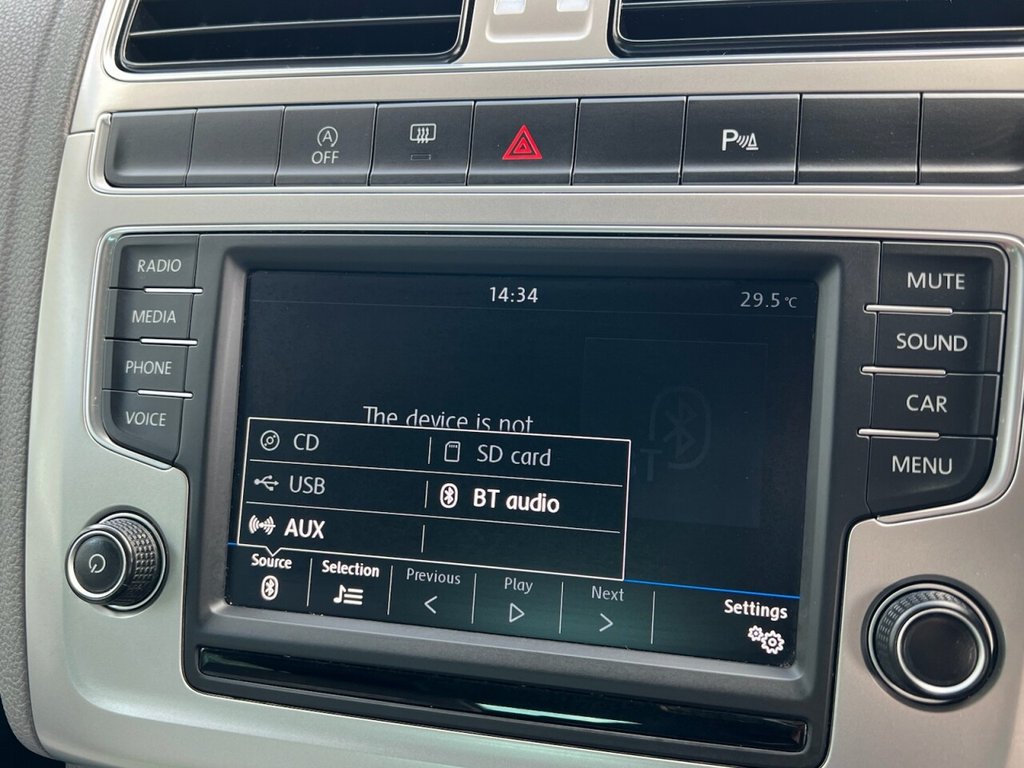 A
OFF
P
RADIO
MEDIA
PHONE
VOICE
14:34
29.5°C
The device is not
CD
SD card
USB
BT audio
AUX
Source
Selection
Previous
Play
Next
Settings
MUTE
SOUND
CAR
MENU